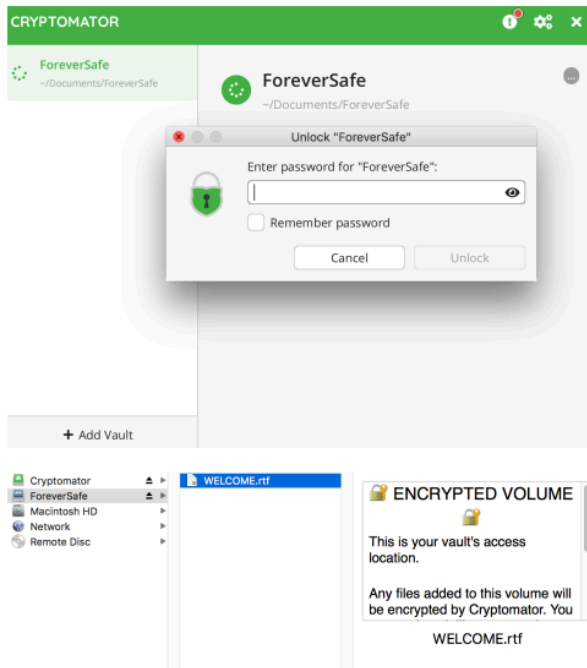 CRYPTOMATOR
ForeverSafe
~/Documents/ForeverSafe
ForeverSafe
~/Documents/ForeverSafe
Unlock "ForeverSafe"
Enter password for "ForeverSafe":
Remember password
Cancel
Unlock
+ Add Vault
Cryptomator
ForeverSafe
Macintosh HD
Network
Remote Disc
WELCOME.rtf
ENCRYPTED VOLUME
This is your vault's access
location.
Any files added to this volume will
be encrypted by Cryptomator. You
WELCOME.rtf